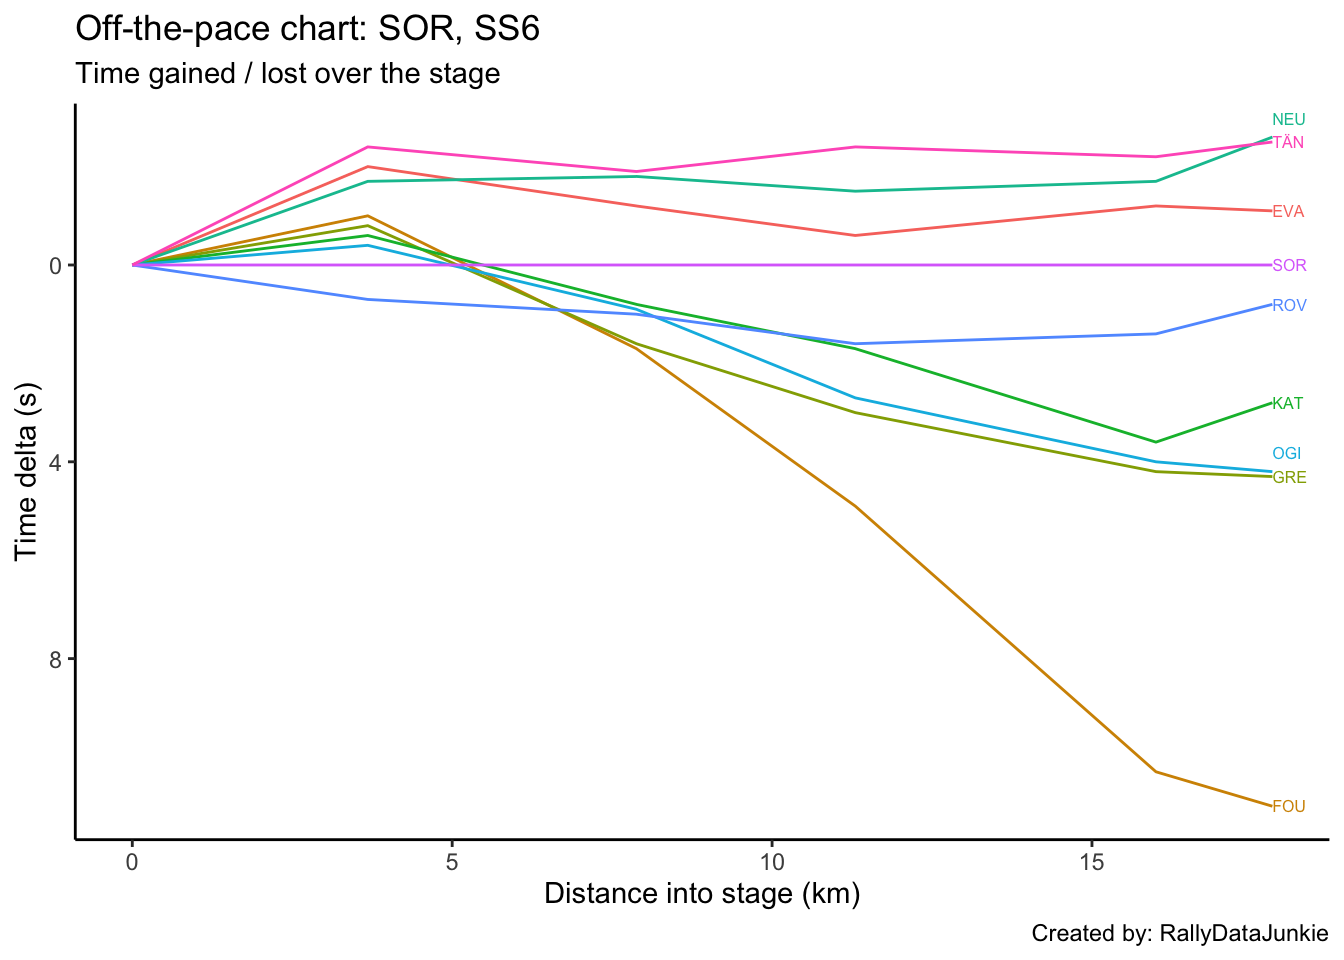 Off-the-pace chart: SOR, SS6
Time gained / lost over the stage
NEU
TÄN
EVA
SOR
ROV
KAT
OGI
GRE
FOU
0
4
8
Time delta (s)
0 5 10 15
Distance into stage (km)
Created by: RallyDataJunkie